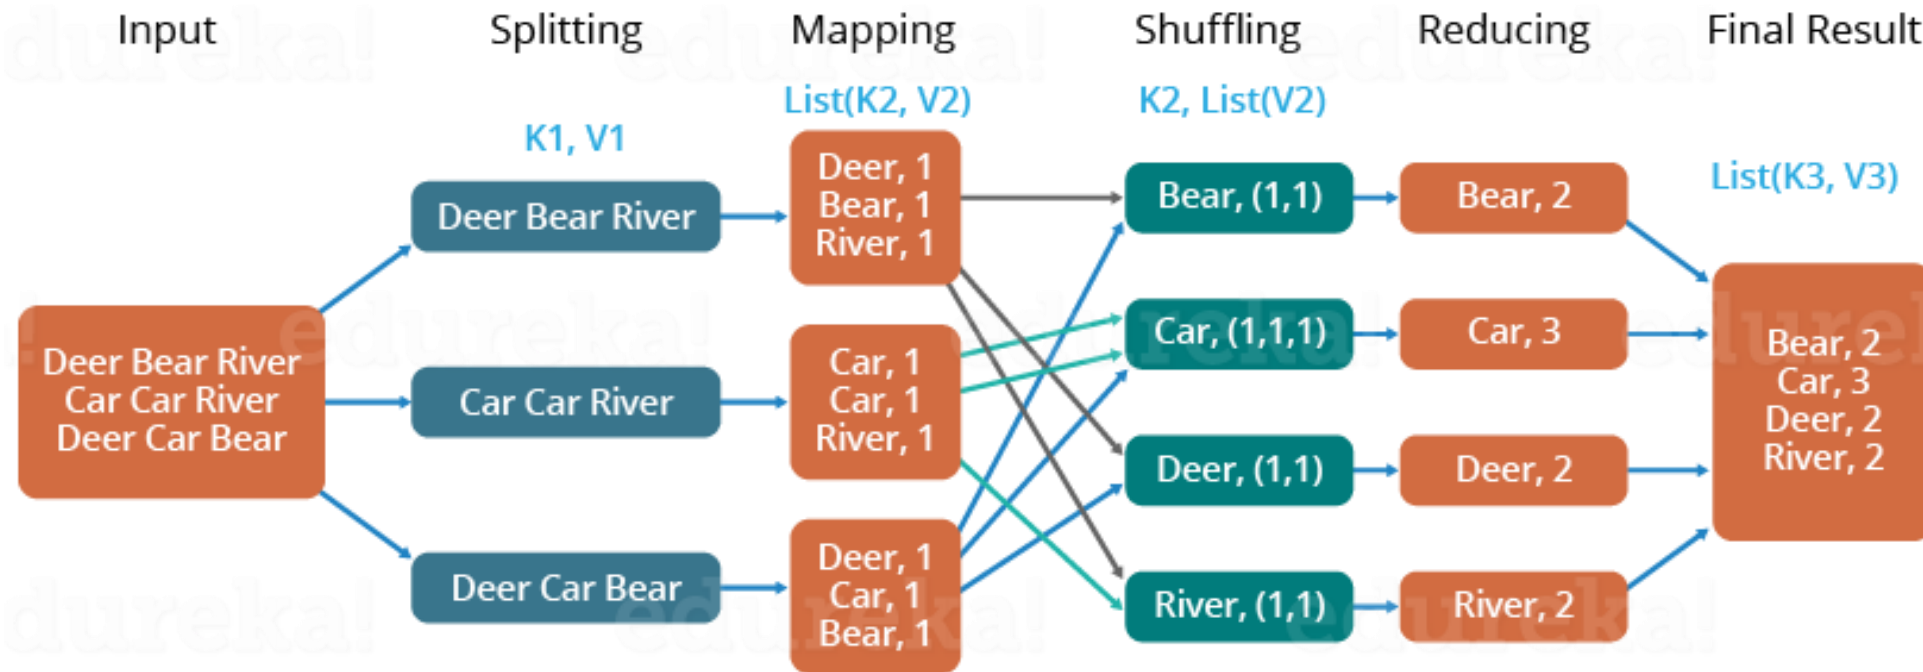 Input
Splitting
Mapping
Shuffling
Reducing
Final Result
List(K2, V2)
K2, List(V2)
K1, V1
List(K3, V3)
Deer Bear River
Car Car River
Deer Car Bear
Deer Bear River
Car Car River
Deer Car Bear
Deer, 1
Bear, 1
River, 1
Car, 1
Car, 1
River, 1
Deer, 1
Car, 1
Bear, 1
Bear, (1,1)
Car, (1,1,1)
Deer, (1,1)
River, (1,1)
Bear, 2
Car, 3
Deer, 2
River, 2
Bear, 2
Car, 3
Deer, 2
River, 2
edureka!